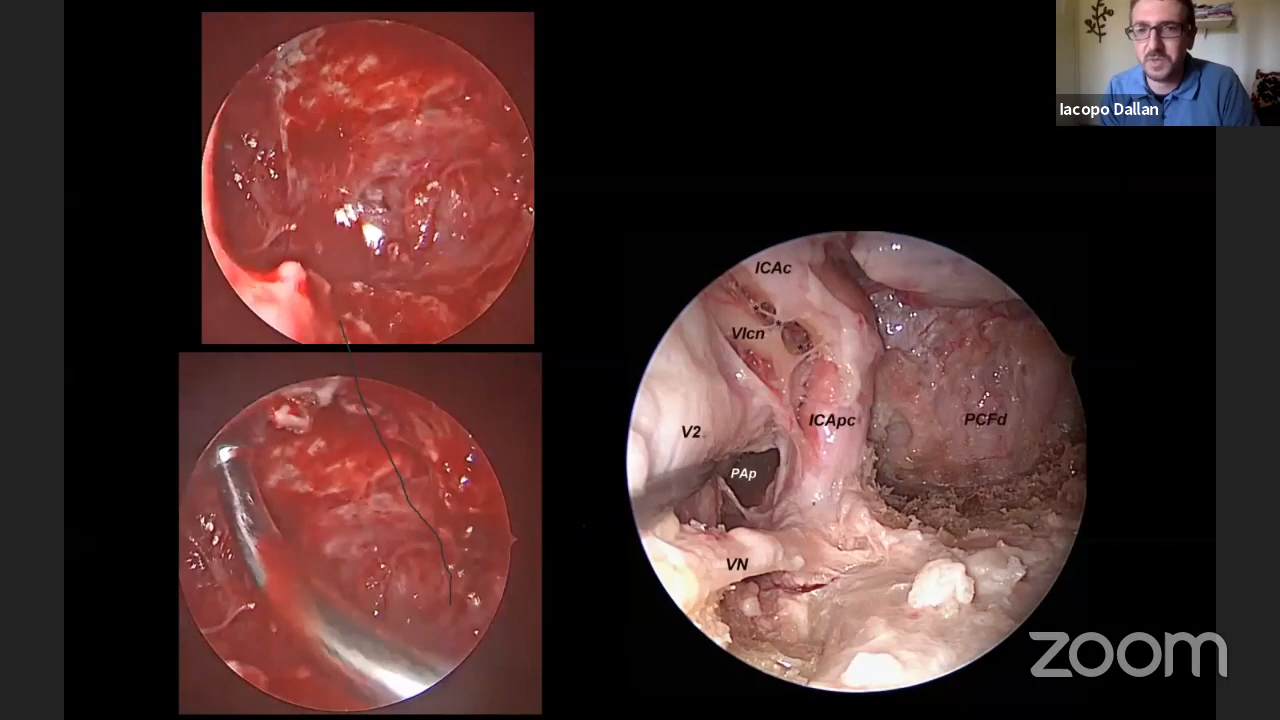 Iacopo Dallan
ICAc
VIcn
V2
ICApc
PCFd
PAp
VN
zoom